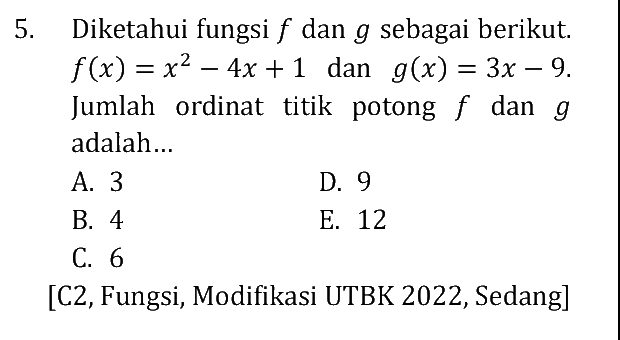 5. Diketahui fungsi f dan g sebagai berikut.
f(x) = x² − 4x + 1 dan g(x) = 3x − 9.
Jumlah ordinat titik potong f dan g
adalah...
A. 3 D. 9
B. 4 E. 12
C. 6
[C2, Fungsi, Modifikasi UTBK 2022, Sedang]